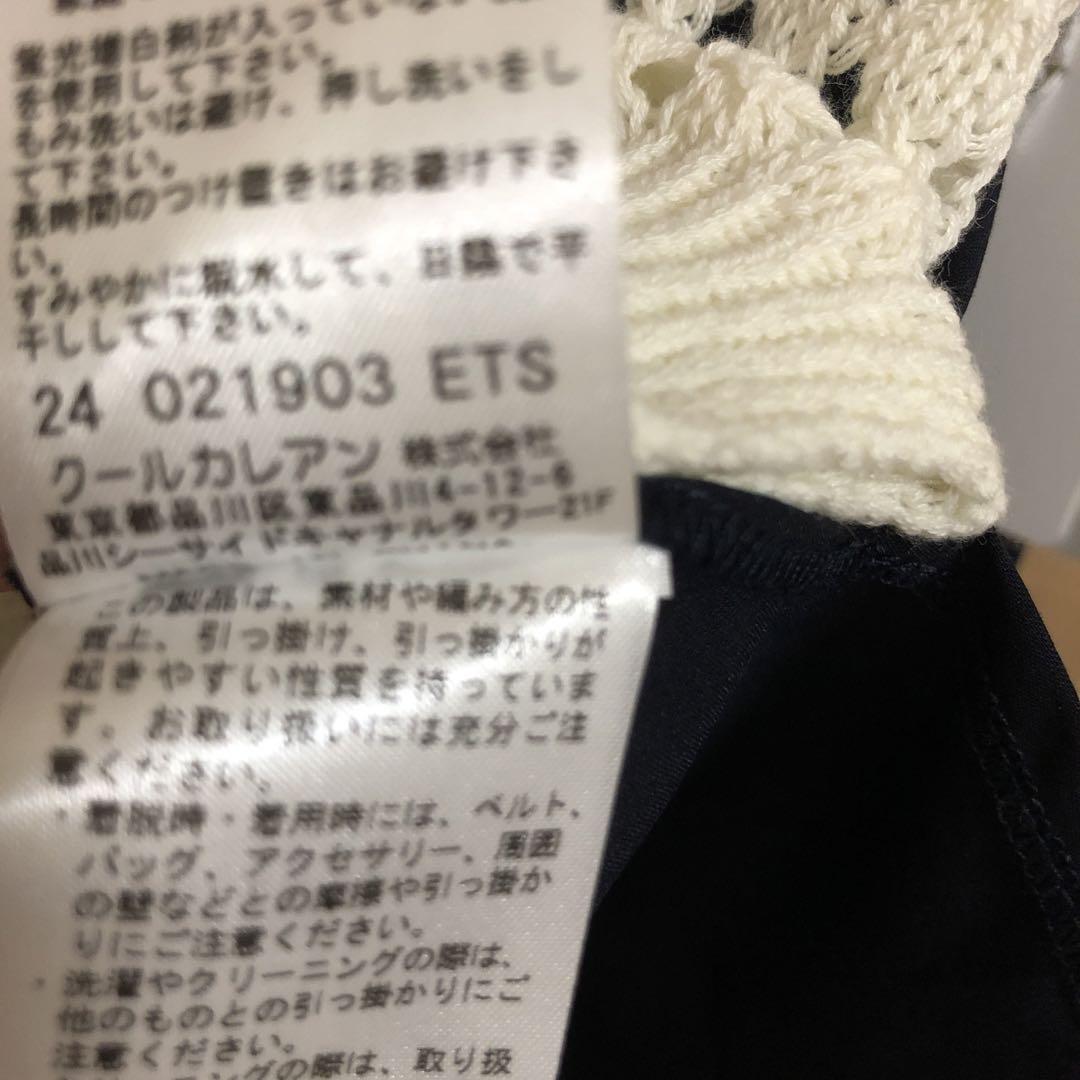 蛍光増白剤が入っていない
を使用して下さい。
もみ洗いは避け、押し洗いをし
て下さい。
長時間のつけ置きはお避け下さ
い。
すみやかに脱水して、日陰で平
干しして下さい。
24 021903 ETS
クールカレアン 株式会社
東京都品川区東品川4-12-6
品川シーサイドキャナルタワー21F
この製品は、素材や編み方の性
質上、引っ掛け、引っ掛かりが
起きやすい性質を持っていま
す。お取り扱いには充分ご注
意ください。
・着脱時・着用時には、ベルト、
バッグ、アクセサリー、周囲
の壁などとの摩擦や引っ掛か
りにご注意ください。
・洗濯やクリーニングの際は、
他のものとの引っ掛かりにご
注意ください。
ーニングの際は、取り扱